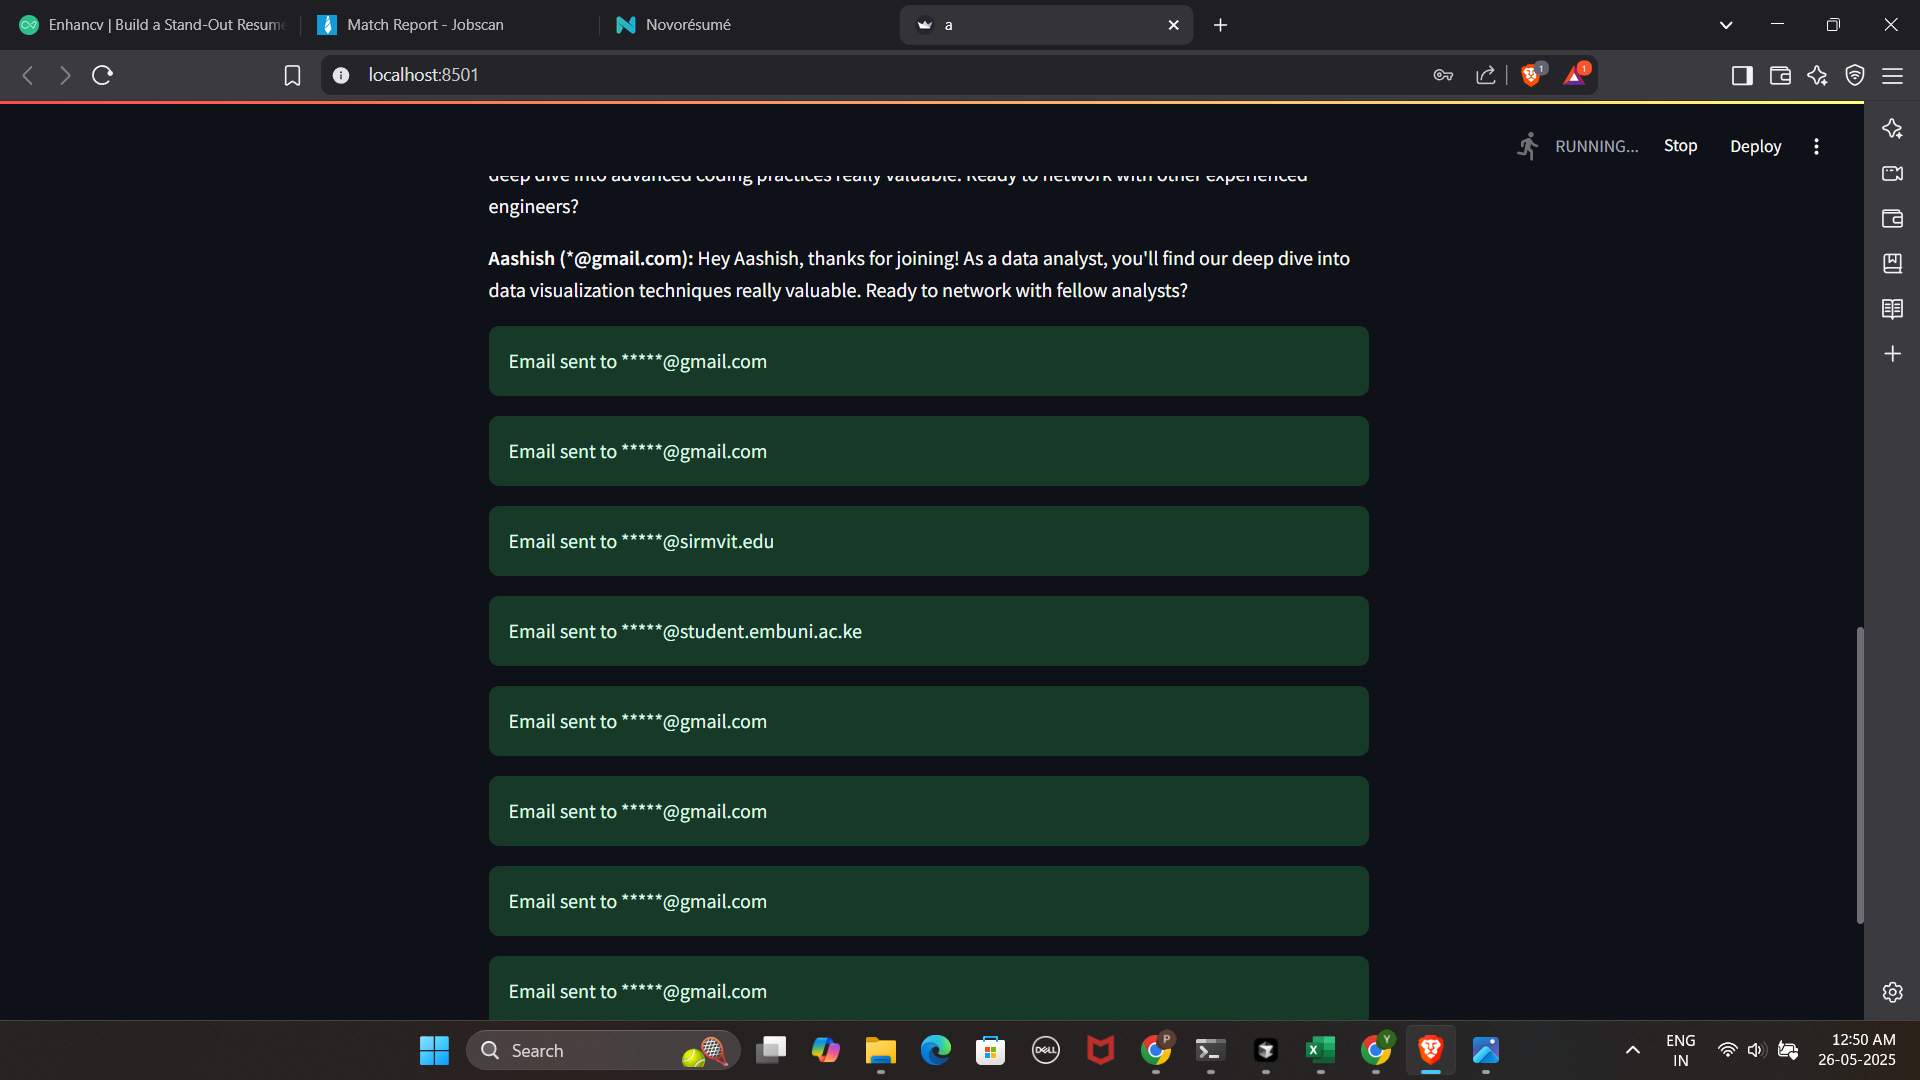 Enhancv | Build a Stand-Out Resume
Match Report - Jobscan
Novorésumé
a
localhost:8501
1
1
RUNNING...
Stop
Deploy
deep dive into advanced coding practices really valuable. Ready to network with other experienced
engineers?
Aashish (*@gmail.com): Hey Aashish, thanks for joining! As a data analyst, you'll find our deep dive into
data visualization techniques really valuable. Ready to network with fellow analysts?
Email sent to *****@gmail.com
Email sent to *****@gmail.com
Email sent to *****@sirmvit.edu
Email sent to *****@student.embuni.ac.ke
Email sent to *****@gmail.com
Email sent to *****@gmail.com
Email sent to *****@gmail.com
Email sent to *****@gmail.com
Search
DELL
P
Y
ENG
IN
12:50 AM
26-05-2025